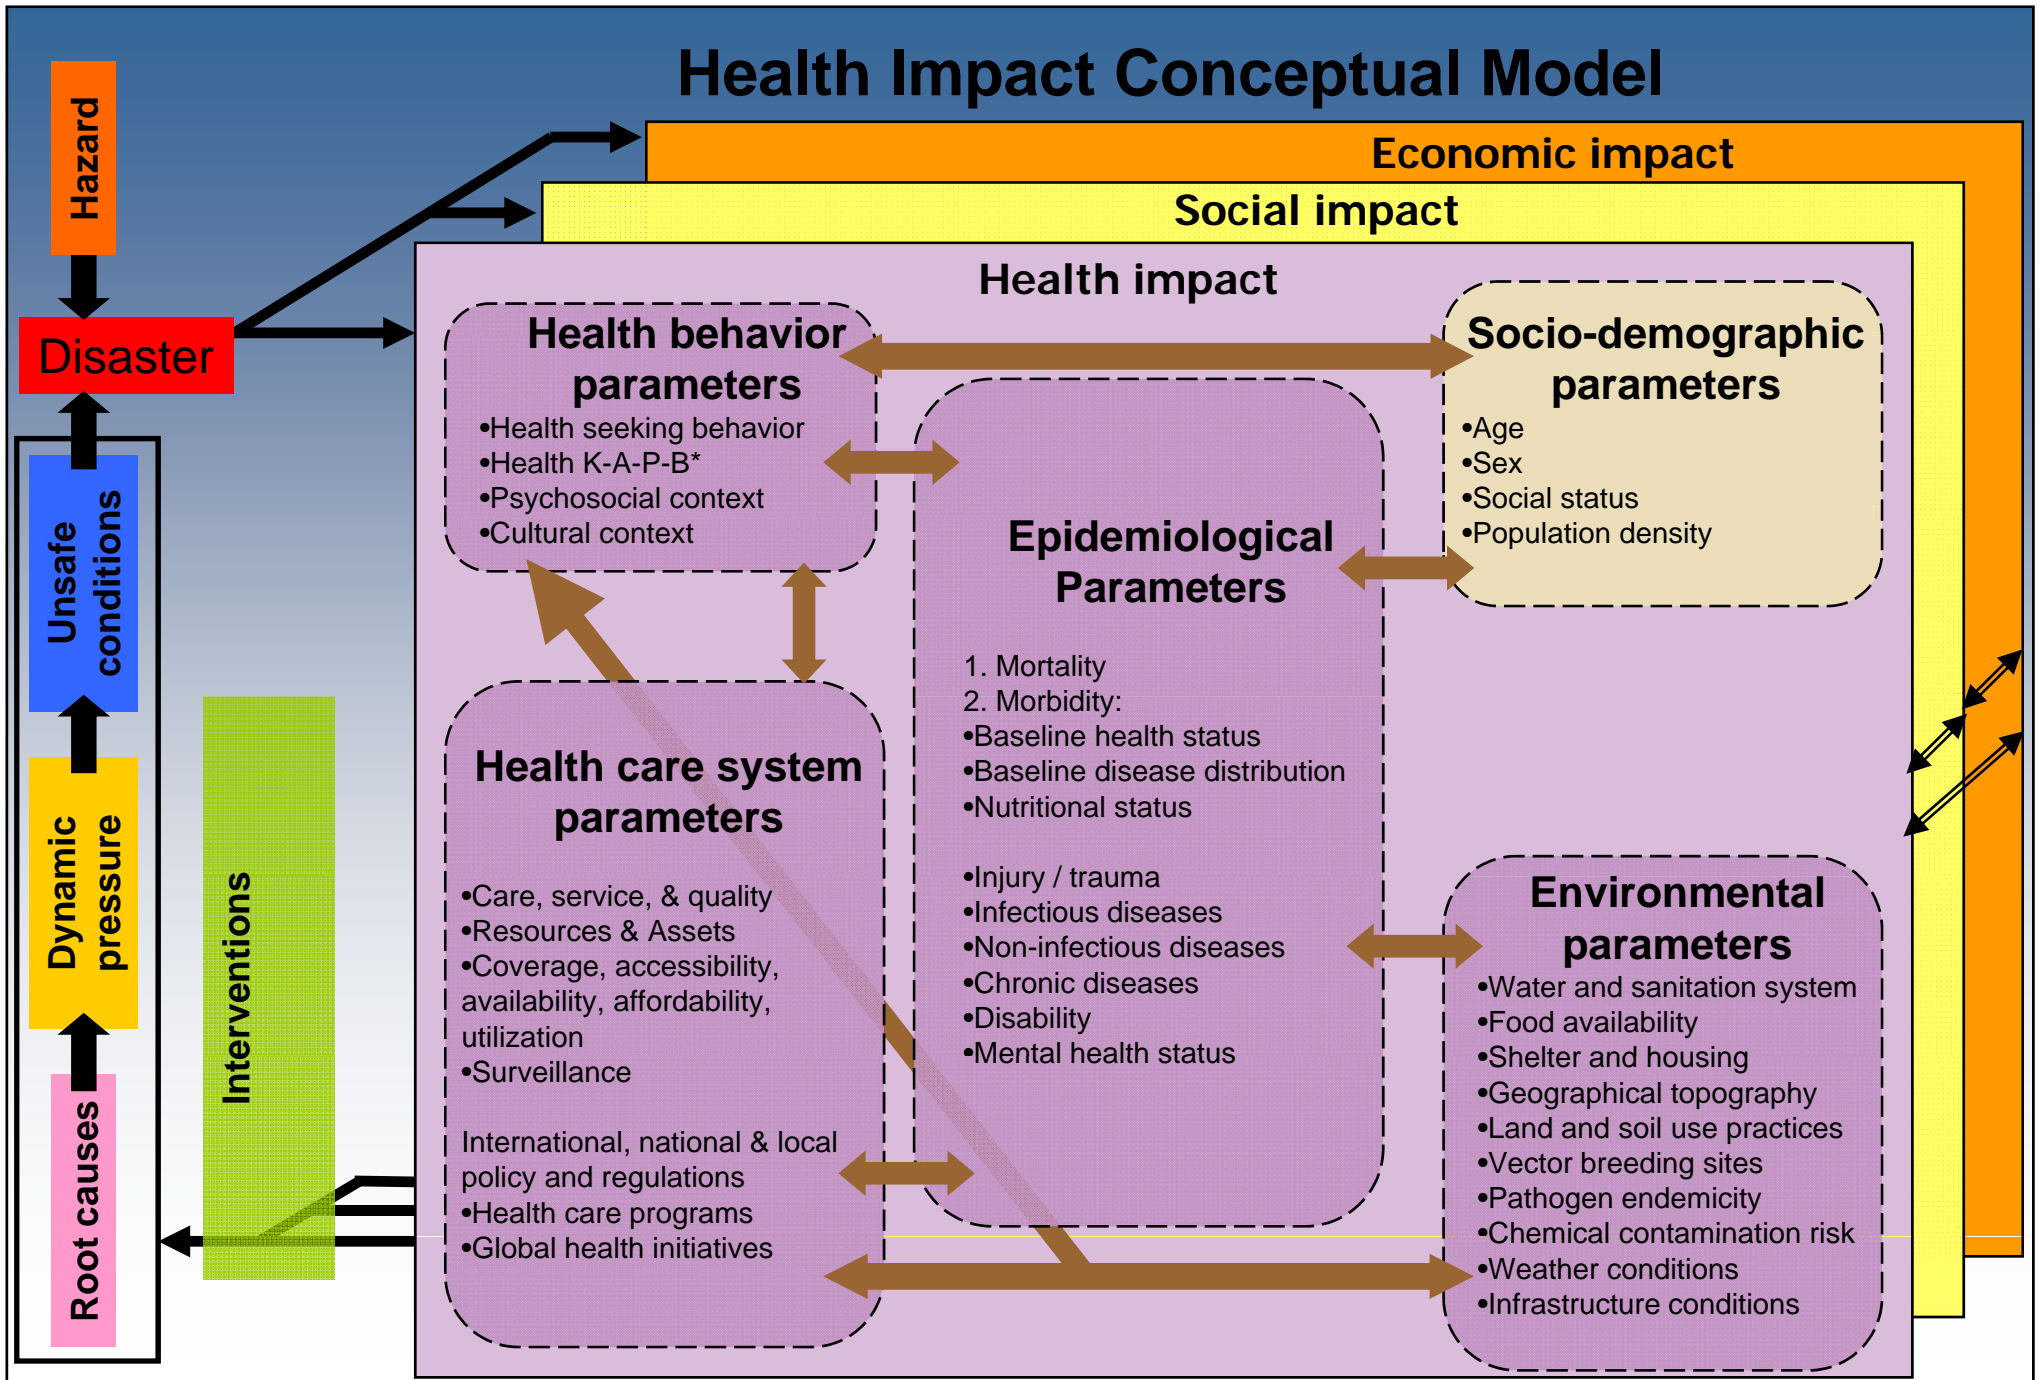 Health Impact Conceptual Model
Hazard
Disaster
Unsafe
conditions
Dynamic
pressure
Root causes
Interventions
Economic impact
Social impact
Health impact
Health behavior
parameters
•Health seeking behavior
•Health K-A-P-B*
•Psychosocial context
•Cultural context
Socio-demographic
parameters
•Age
•Sex
•Social status
•Population density
Epidemiological
Parameters
1. Mortality
2. Morbidity:
•Baseline health status
•Baseline disease distribution
•Nutritional status
•Injury / trauma
•Infectious diseases
•Non-infectious diseases
•Chronic diseases
•Disability
•Mental health status
Health care system
parameters
•Care, service, & quality
•Resources & Assets
•Coverage, accessibility,
availability, affordability,
utilization
•Surveillance
International, national & local
policy and regulations
•Health care programs
•Global health initiatives
Environmental
parameters
•Water and sanitation system
•Food availability
•Shelter and housing
•Geographical topography
•Land and soil use practices
•Vector breeding sites
•Pathogen endemicity
•Chemical contamination risk
•Weather conditions
•Infrastructure conditions